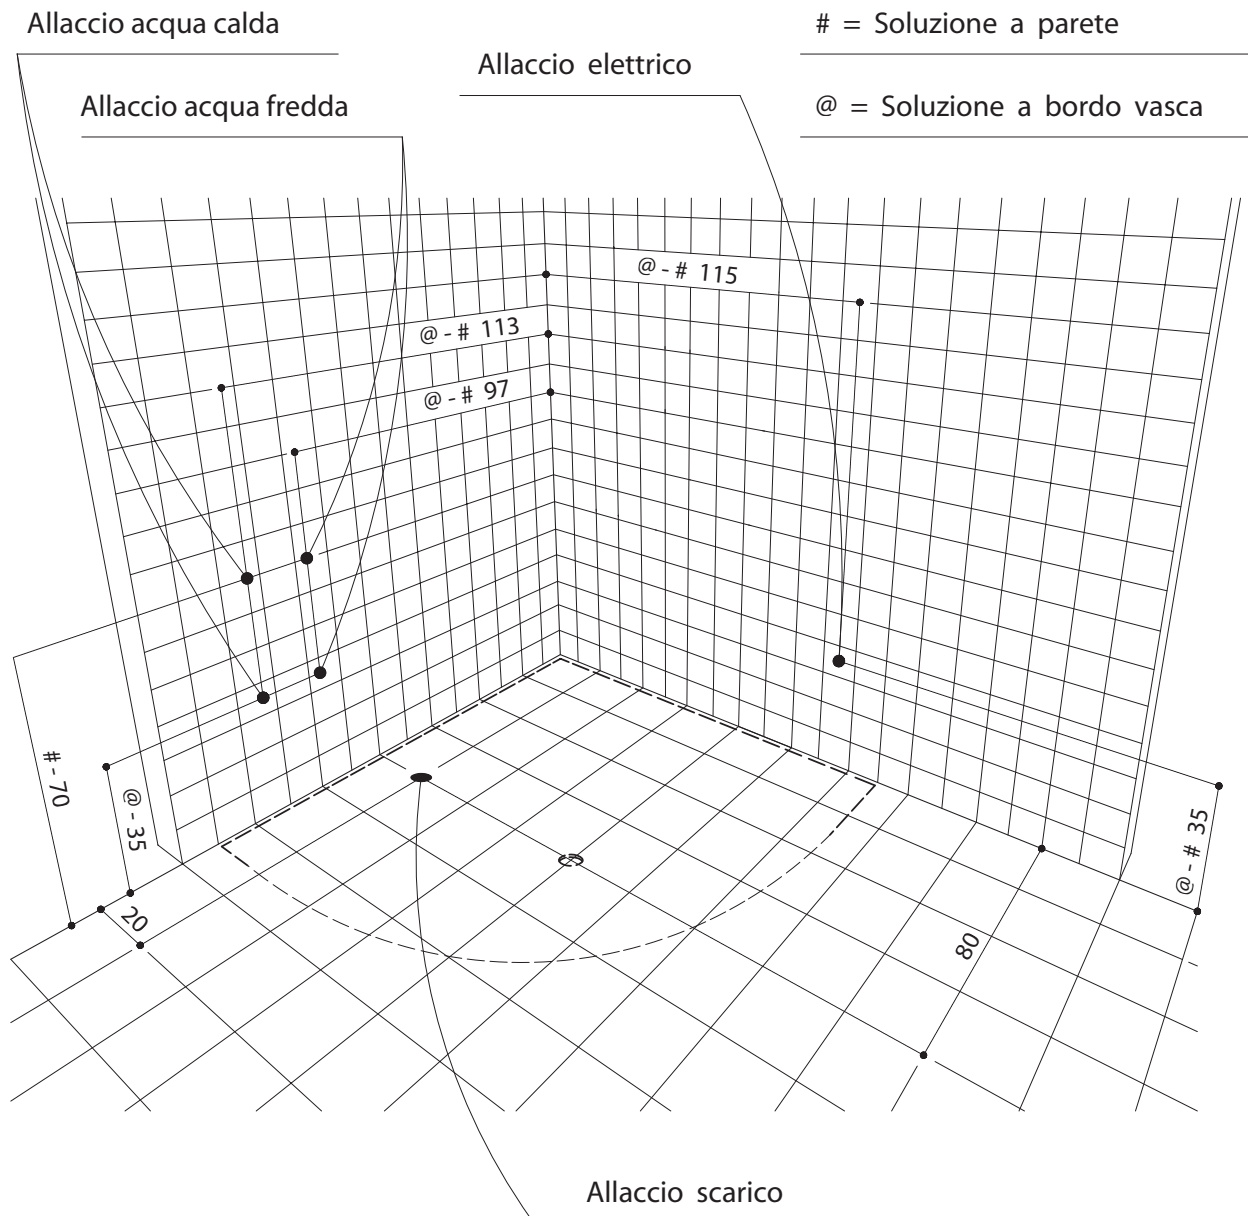 Allaccio acqua calda
# = Soluzione a parete
Allaccio elettrico
Allaccio acqua fredda
@ = Soluzione a bordo vasca
@ - # 115
@ - # 113
@ - # 97
# - 70
@ - 35
@ - # 35
20
80
Allaccio scarico